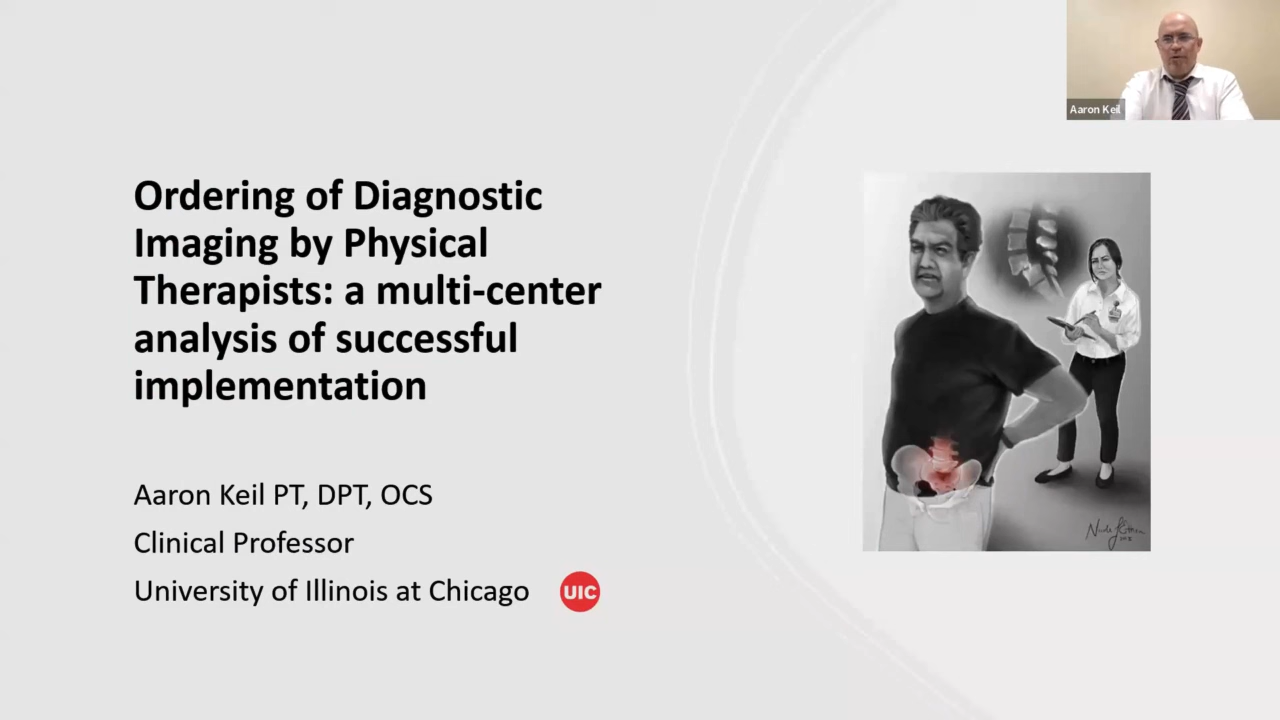 Aaron Keil
Ordering of Diagnostic
Imaging by Physical
Therapists: a multi-center
analysis of successful
implementation
Aaron Keil PT, DPT, OCS
Clinical Professor
University of Illinois at Chicago
UIC